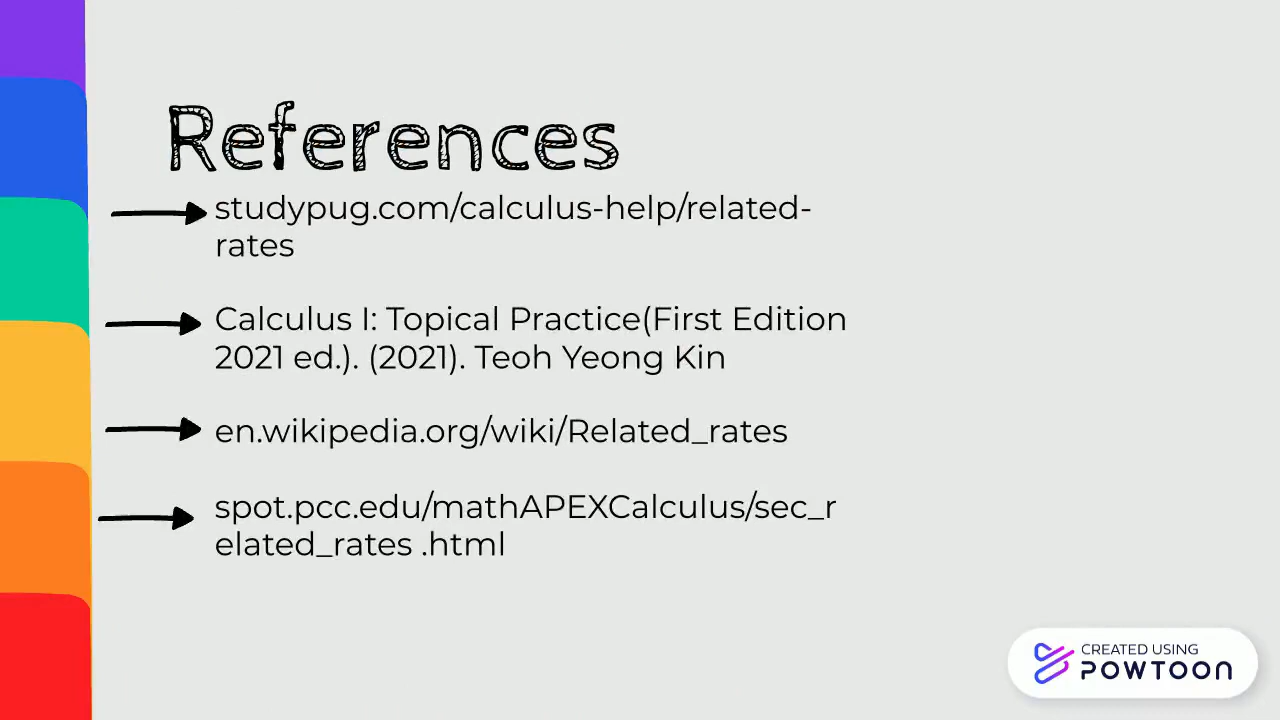 References
studypug.com/calculus-help/related-
rates
Calculus I: Topical Practice(First Edition
2021 ed.). (2021). Teoh Yeong Kin
en.wikipedia.org/wiki/Related_rates
spot.pcc.edu/mathAPEXCalculus/sec_r
elated_rates .html
CREATED USING
POWTOON